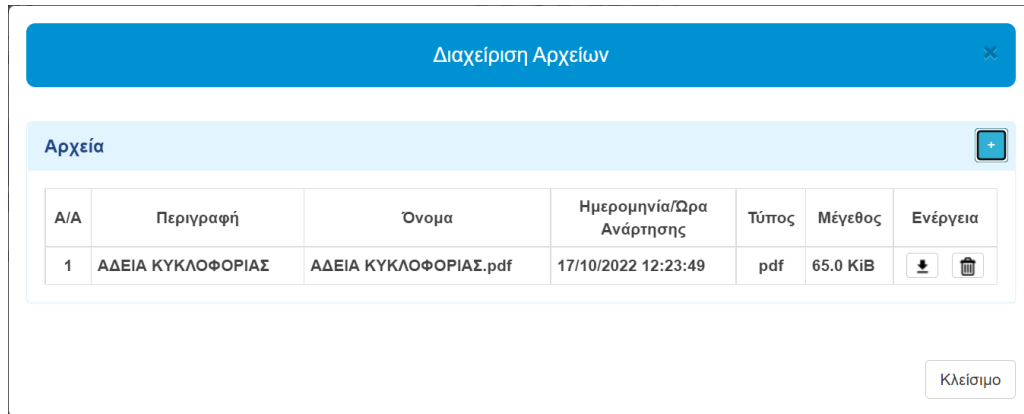 Διαχείριση Αρχείων ×
Αρχεία +
Α/Α Περιγραφή Όνομα Ημερομηνία/Ώρα Ανάρτησης Τύπος Μέγεθος Ενέργεια
1 ΑΔΕΙΑ ΚΥΚΛΟΦΟΡΙΑΣ ΑΔΕΙΑ ΚΥΚΛΟΦΟΡΙΑΣ.pdf 17/10/2022 12:23:49 pdf 65.0 KiB
Κλείσιμο